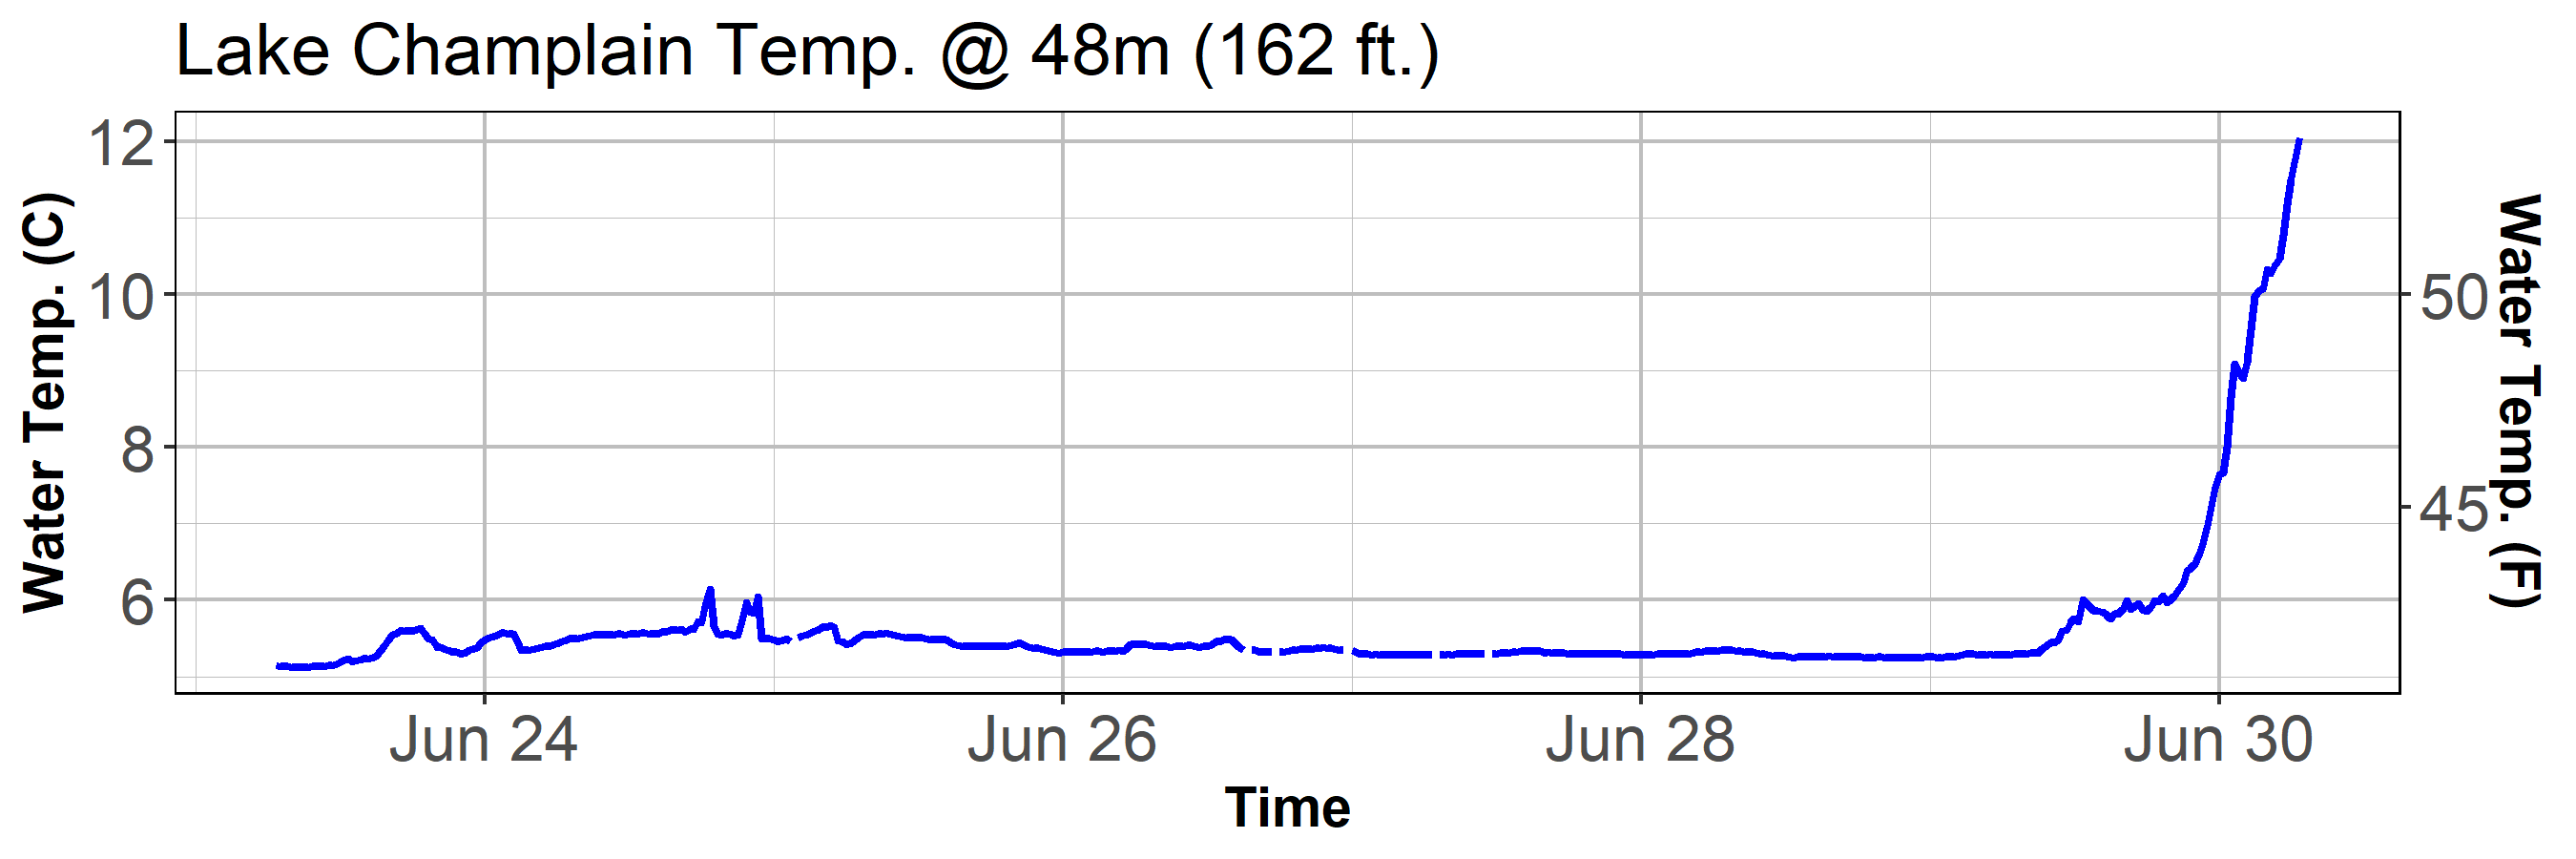 Lake Champlain Temp. @ 48m (162 ft.)
12
10
8
6
Water Temp. (C)
50
45
Water Temp. (F)
Jun 24 Jun 26 Jun 28 Jun 30
Time